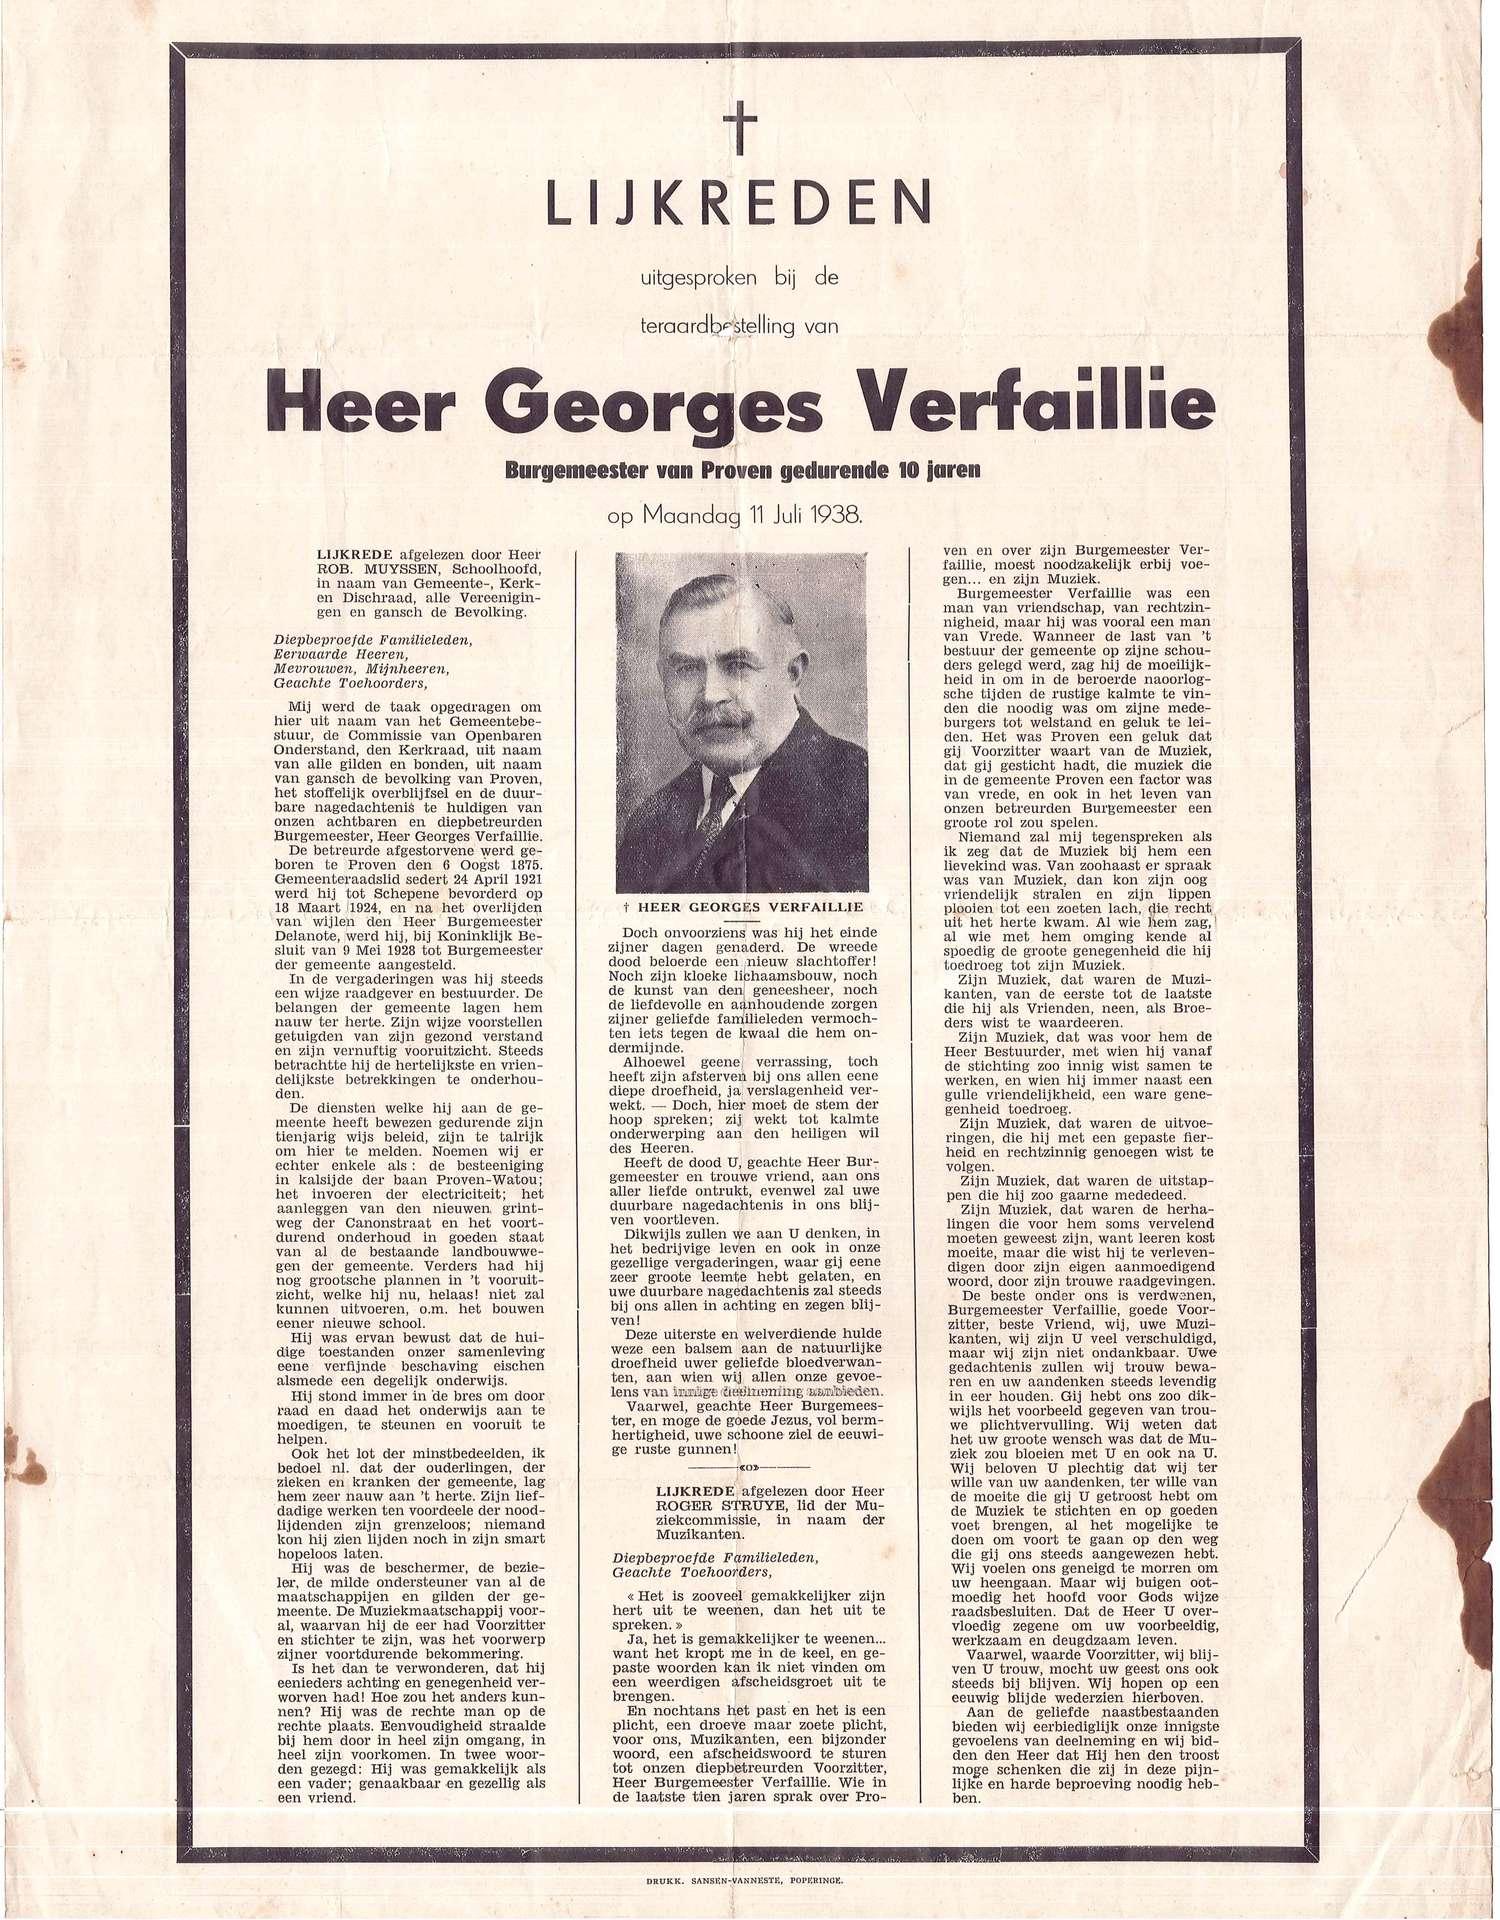 LIJKREDEN
uitgesproken bij de
teraardbestelling van
Heer Georges Verfaillie
Burgemeester van Proven gedurende 10 jaren
op Maandag 11 Juli 1938.
LIJKREDE afgelezen door Heer
ROB. MUYSSEN, Schoolhoofd,
in naam van Gemeente-, Kerk-
en Dischraad, alle Vereenigin-
gen en gansch de Bevolking.
Diepbeproefde Familieleden,
Eerwaarde Heeren,
Mevrouwen, Mijnheeren,
Geachte Toehoorders,
Mij werd de taak opgedragen om
hier uit naam van het Gemeentebe-
stuur, de Commissie van Openbaren
Onderstand, den Kerkraad, uit naam
van alle gilden en bonden, uit naam
van gansch de bevolking van Proven,
het stoffelijk overblijfsel en de duur-
bare nagedachtenis te huldigen van
onzen achtbaren en diepbetreurden
Burgemeester, Heer Georges Verfaillie.
De betreurde afgestorvene werd ge-
boren te Proven den 6 Oogst 1875.
Gemeenteraadslid sedert 24 April 1921
werd hij tot Schepene bevorderd op
18 Maart 1924, en na het overlijden
van wijlen den Heer Burgemeester
Delanote, werd hij, bij Koninklijk Be-
sluit van 9 Mei 1928 tot Burgemeester
der gemeente aangesteld.
In de vergaderingen was hij steeds
een wijze raadgever en bestuurder. De
belangen der gemeente lagen hem
nauw ter herte. Zijn wijze voorstellen
getuigden van zijn gezond verstand
en zijn vernuftig vooruitzicht. Steeds
betrachtte hij de hertelijkste en vrien-
delijkste betrekkingen te onderhou-
den.
De diensten welke hij aan de ge-
meente heeft bewezen gedurende zijn
tienjarig wijs beleid, zijn te talrijk
om hier te melden. Noemen wij er
echter enkele als : de besteeniging
in kalsijde der baan Proven-Watou;
het invoeren der electriciteit; het
aanleggen van den nieuwen grint-
weg der Canonstraat en het voort-
durend onderhoud in goeden staat
van al de bestaande landbouwwe-
gen der gemeente. Verders had hij
nog grootsche plannen in 't vooruit-
zicht, welke hij nu, helaas! niet zal
kunnen uitvoeren, o.m. het bouwen
eener nieuwe school.
Hij was ervan bewust dat de hui-
dige toestanden onzer samenleving
eene verfijnde beschaving eischen
alsmede een degelijk onderwijs.
Hij stond immer in de bres om door
raad en daad het onderwijs aan te
moedigen, te steunen en vooruit te
helpen.
Ook het lot der minstbedeelden, ik
bedoel nl. dat der ouderlingen, der
zieken en kranken der gemeente, lag
hem zeer nauw aan 't herte. Zijn lief-
dadige werken ten voordeele der nood-
lijdenden zijn grenzeloos; niemand
kon hij zien lijden noch in zijn smart
hopeloos laten.
Hij was de beschermer, de bezie-
ler, de milde ondersteuner van al de
maatschappijen en gilden der ge-
meente. De Muziekmaatschappij voor-
al, waarvan hij de eer had Voorzitter
en stichter te zijn, was het voorwerp
zijner voortdurende bekommering.
Is het dan te verwonderen, dat hij
eenieders achting en genegenheid ver-
worven had! Hoe zou het anders kun-
nen? Hij was de rechte man op de
rechte plaats. Eenvoudigheid straalde
bij hem door in heel zijn omgang, in
heel zijn voorkomen. In twee woor-
den gezegd: Hij was gemakkelijk als
een vader; genaakbaar en gezellig als
een vriend.
† HEER GEORGES VERFAILLIE
Doch onvoorziens was hij het einde
zijner dagen genaderd. De wreede
dood beloerde een nieuw slachtoffer!
Noch zijn kloeke lichaamsbouw, noch
de kunst van den geneesheer, noch
de liefdevolle en aanhoudende zorgen
zijner geliefde familieleden vermoch-
ten iets tegen de kwaal die hem on-
dermijnde.
Alhoewel geene verrassing, toch
heeft zijn afsterven bij ons allen eene
diepe droefheid, ja verslagenheid ver-
wekt. — Doch, hier moet de stem der
hoop spreken; zij wekt tot kalmte
onderwerping aan den heiligen wil
des Heeren.
Heeft de dood U, geachte Heer Bur-
gemeester en trouwe vriend, aan ons
aller liefde ontrukt, evenwel zal uwe
duurbare nagedachtenis in ons blij-
ven voortleven.
Dikwijls zullen we aan U denken, in
het bedrijvige leven en ook in onze
gezellige vergaderingen, waar gij eene
zeer groote leemte hebt gelaten, en
uwe duurbare nagedachtenis zal steeds
bij ons allen in achting en zegen blij-
ven!
Deze uiterste en welverdiende hulde
weze een balsem aan de natuurlijke
droefheid uwer geliefde bloedverwan-
ten, aan wien wij allen onze gevoe-
lens van innige deelneming aanbieden.
Vaarwel, geachte Heer Burgemees-
ter, en moge de goede Jezus, vol berm-
hertigheid, uwe schoone ziel de eeuwi-
ge ruste gunnen!
«o»
LIJKREDE afgelezen door Heer
ROGER STRUYE, lid der Mu-
ziekcommissie, in naam der
Muzikanten.
Diepbeproefde Familieleden,
Geachte Toehoorders,
« Het is zooveel gemakkelijker zijn
hert uit te weenen, dan het uit te
spreken. »
Ja, het is gemakkelijker te weenen...
want het kropt me in de keel, en ge-
paste woorden kan ik niet vinden om
een weerdigen afscheidsgroet uit te
brengen.
En nochtans het past en het is een
plicht, een droeve maar zoete plicht,
voor ons, Muzikanten, een bijzonder
woord, een afscheidswoord te sturen
tot onzen diepbetreurden Voorzitter,
Heer Burgemeester Verfaillie. Wie in
de laatste tien jaren sprak over Pro-
ven en over zijn Burgemeester Ver-
faillie, moest noodzakelijk erbij voe-
gen... en zijn Muziek.
Burgemeester Verfaillie was een
man van vriendschap, van rechtzin-
nigheid, maar hij was vooral een man
van Vrede. Wanneer de last van 't
bestuur der gemeente op zijne schou-
ders gelegd werd, zag hij de moeilijk-
heid in om in de beroerde naoorlog-
sche tijden de rustige kalmte te vin-
den die noodig was om zijne mede-
burgers tot welstand en geluk te lei-
den. Het was Proven een geluk dat
gij Voorzitter waart van de Muziek,
dat gij gesticht hadt, die muziek die
in de gemeente Proven een factor was
van vrede, en ook in het leven van
onzen betreurden Burgemeester een
groote rol zou spelen.
Niemand zal mij tegenspreken als
ik zeg dat de Muziek bij hem een
lievekind was. Van zoohaast er spraak
was van Muziek, dan kon zijn oog
vriendelijk stralen en zijn lippen
plooien tot een zoeten lach, die recht
uit het herte kwam. Al wie hem zag,
al wie met hem omging kende al
spoedig de groote genegenheid die hij
toedroeg tot zijn Muziek.
Zijn Muziek, dat waren de Muzi-
kanten, van de eerste tot de laatste
die hij als Vrienden, neen, als Broe-
ders wist te waardeeren.
Zijn Muziek, dat was voor hem de
Heer Bestuurder, met wien hij vanaf
de stichting zoo innig wist samen te
werken, en wien hij immer naast een
gulle vriendelijkheid, een ware gene-
genheid toedroeg.
Zijn Muziek, dat waren de uitvoe-
ringen, die hij met een gepaste fier-
heid en rechtzinnig genoegen wist te
volgen.
Zijn Muziek, dat waren de uitstap-
pen die hij zoo gaarne mededeed.
Zijn Muziek, dat waren de herha-
lingen die voor hem soms vervelend
moeten geweest zijn, want leeren kost
moeite, maar die wist hij te verleven-
digen door zijn eigen aanmoedigend
woord, door zijn trouwe raadgevingen.
De beste onder ons is verdwenen,
Burgemeester Verfaillie, goede Voor-
zitter, beste Vriend, wij, uwe Muzi-
kanten, wij zijn U veel verschuldigd,
maar wij zijn niet ondankbaar. Uwe
gedachtenis zullen wij trouw bewa-
ren en uw aandenken steeds levendig
in eer houden. Gij hebt ons zoo dik-
wijls het voorbeeld gegeven van trou-
we plichtvervulling. Wij weten dat
het uw groote wensch was dat de Mu-
ziek zou bloeien met U en ook na U.
Wij beloven U plechtig dat wij ter
wille van uw aandenken, ter wille van
de moeite die gij U getroost hebt om
de Muziek te stichten en op goeden
voet brengen, al het mogelijke te
doen om voort te gaan op den weg
die gij ons steeds aangewezen hebt.
Wij voelen ons geneigd te morren om
uw heengaan. Maar wij buigen oot-
moedig het hoofd voor Gods wijze
raadsbesluiten. Dat de Heer U over-
vloedig zegene om uw voorbeeldig,
werkzaam en deugdzaam leven.
Vaarwel, waarde Voorzitter, wij blij-
ven U trouw, mocht uw geest ons ook
steeds bij blijven. Wij hopen op een
eeuwig blijde wederzien hierboven.
Aan de geliefde naastbestaanden
bieden wij eerbiediglijk onze innigste
gevoelens van deelneming en wij bid-
den den Heer dat Hij hen den troost
moge schenken die zij in deze pijn-
lijke en harde beproeving noodig heb-
ben.
DRUKK. SANSEN-VANNESTE, POPERINGE.